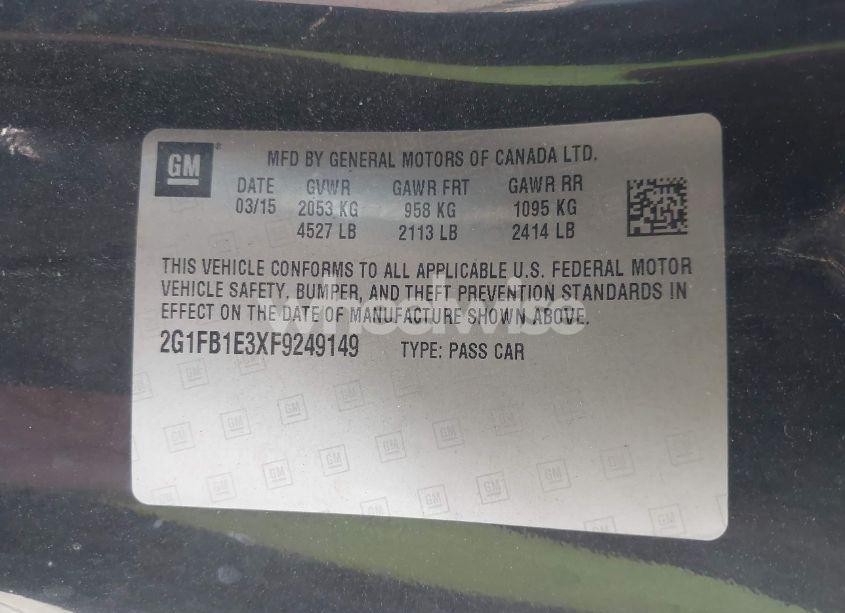 GM
MFD BY GENERAL MOTORS OF CANADA LTD.
DATE GVWR GAWR FRT GAWR RR
03/15 2053 KG 958 KG 1095 KG
4527 LB 2113 LB 2414 LB
THIS VEHICLE CONFORMS TO ALL APPLICABLE U.S. FEDERAL MOTOR
VEHICLE SAFETY, BUMPER, AND THEFT PREVENTION STANDARDS IN
EFFECT ON THE DATE OF MANUFACTURE SHOWN ABOVE.
2G1FB1E3XF9249149 TYPE: PASS CAR